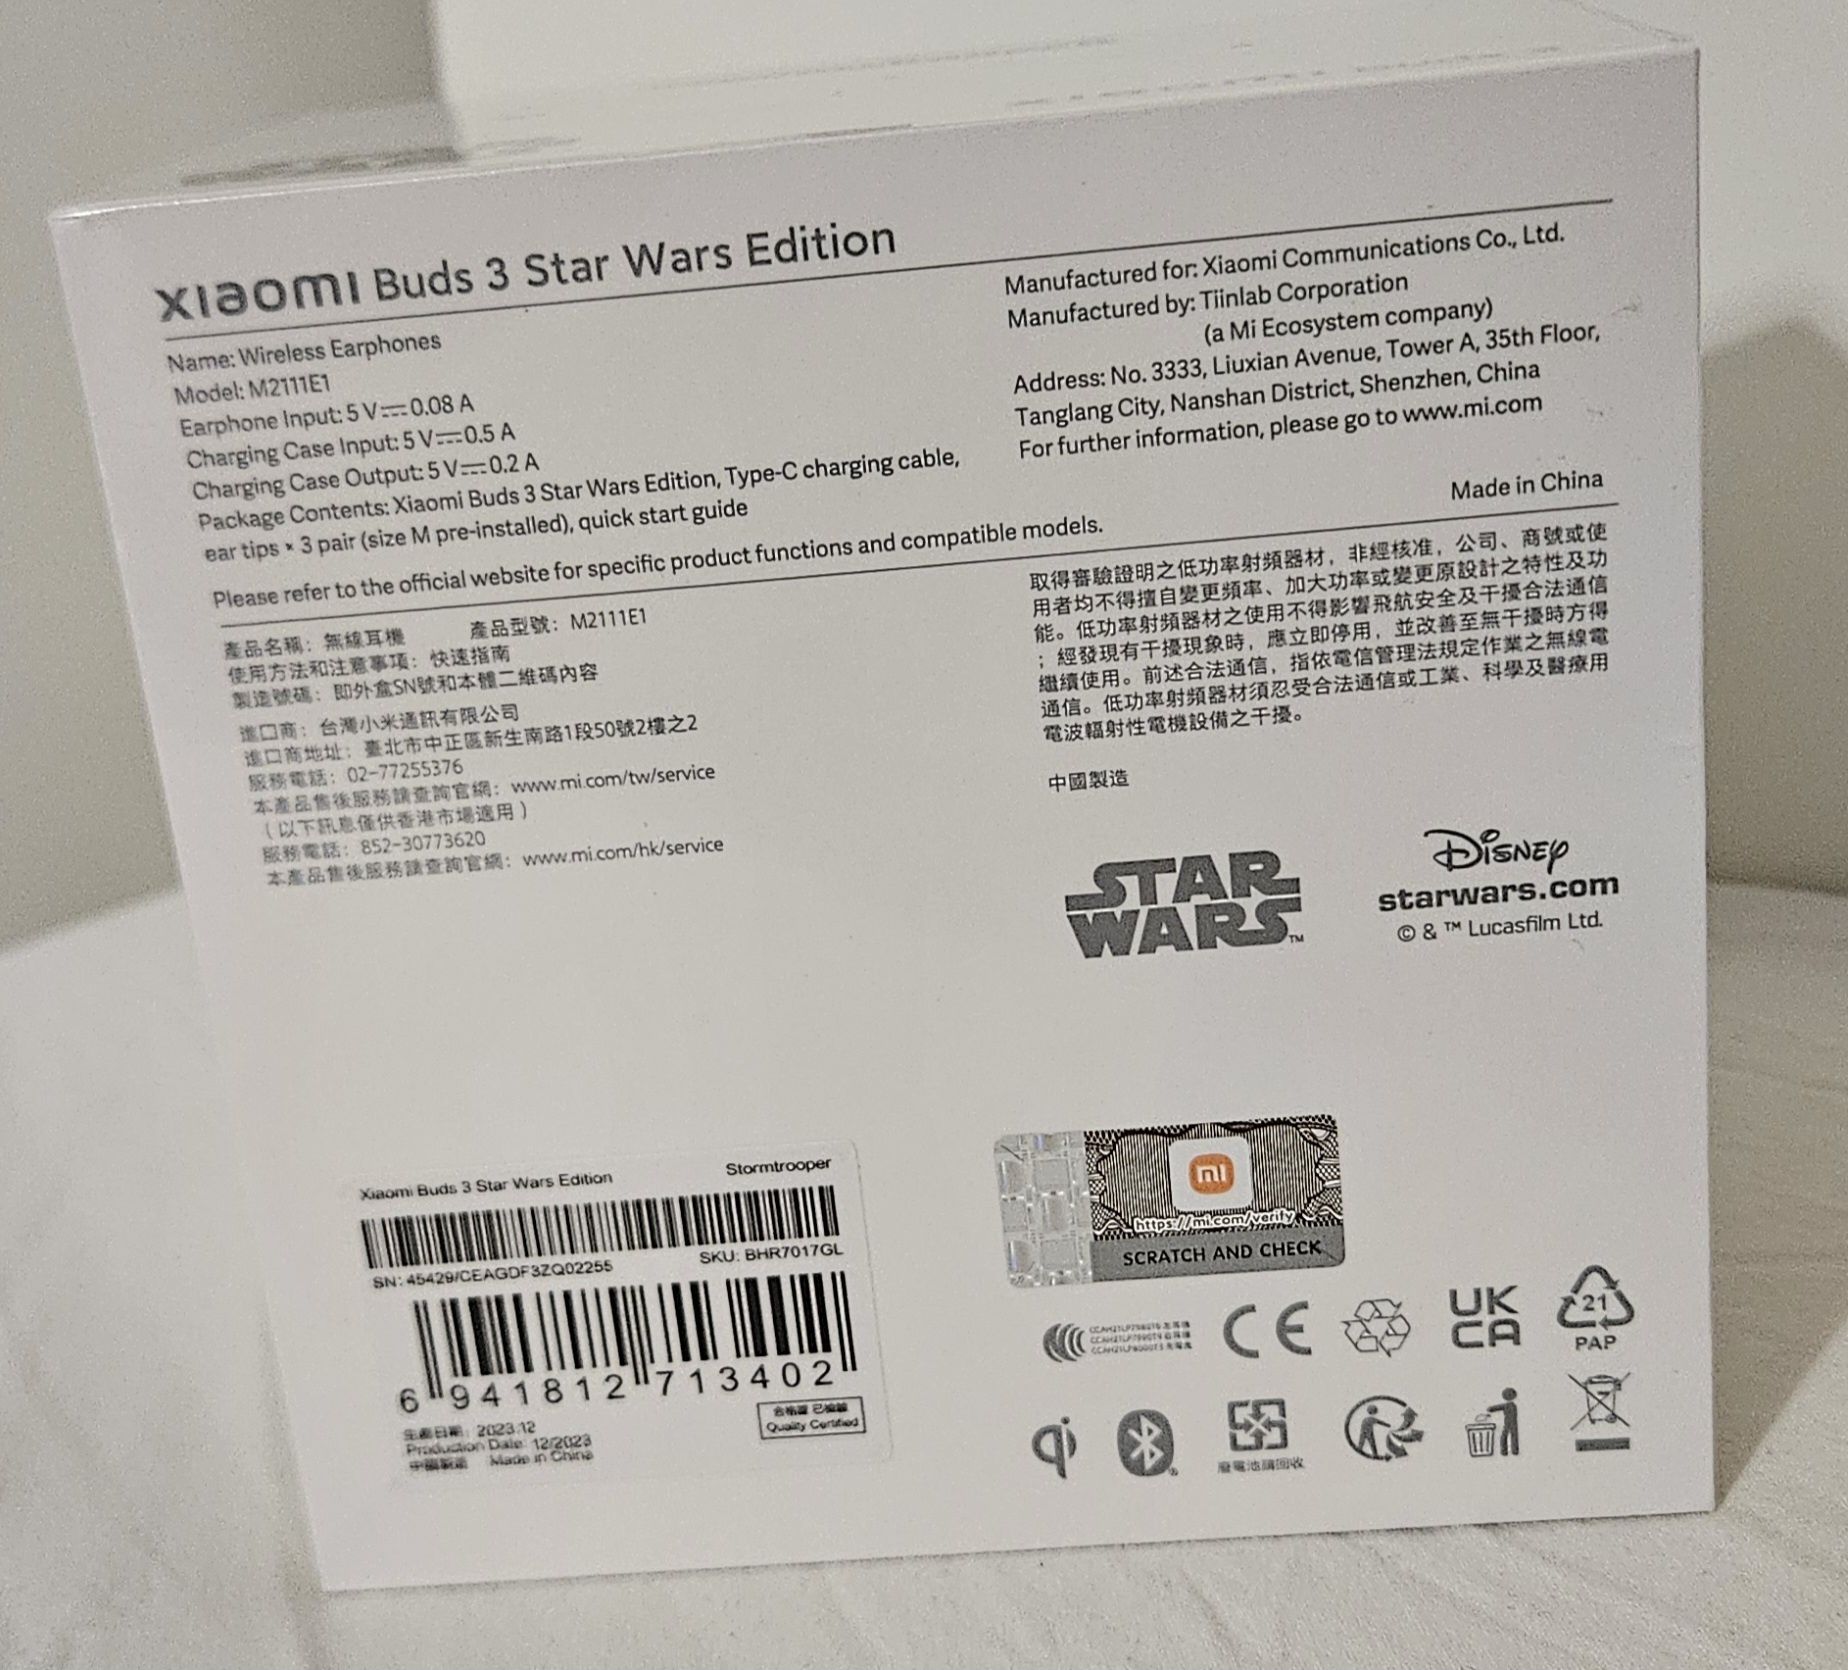 xiaomi Buds 3 Star Wars Edition
Name: Wireless Earphones
Model: M2111E1
Earphone Input: 5 V⎓0.08 A
Charging Case Input: 5 V⎓0.5 A
Charging Case Output: 5 V⎓0.2 A
Package Contents: Xiaomi Buds 3 Star Wars Edition, Type-C charging cable,
ear tips × 3 pair (size M pre-installed), quick start guide
Please refer to the official website for specific product functions and compatible models.
Manufactured for: Xiaomi Communications Co., Ltd.
Manufactured by: Tiinlab Corporation
(a Mi Ecosystem company)
Address: No. 3333, Liuxian Avenue, Tower A, 35th Floor,
Tanglang City, Nanshan District, Shenzhen, China
For further information, please go to www.mi.com
Made in China
產品名稱：無線耳機 產品型號：M2111E1
使用方法和注意事項：快速指南
製造號碼：即外盒SN號和本體二維碼內容
進口商：台灣小米通訊有限公司
進口商地址：臺北市中正區新生南路1段50號2樓之2
服務電話：02-77255376
本產品售後服務請查詢官網：www.mi.com/tw/service
（以下訊息僅供香港市場適用）
服務電話：852-30773620
本產品售後服務請查詢官網：www.mi.com/hk/service
取得審驗證明之低功率射頻器材，非經核准，公司、商號或使
用者均不得擅自變更頻率、加大功率或變更原設計之特性及功
能。低功率射頻器材之使用不得影響飛航安全及干擾合法通信
；經發現有干擾現象時，應立即停用，並改善至無干擾時方得
繼續使用。前述合法通信，指依電信管理法規定作業之無線電
通信。低功率射頻器材須忍受合法通信或工業、科學及醫療用
電波輻射性電機設備之干擾。
中國製造
STAR
WARS™
Disney
starwars.com
© & ™ Lucasfilm Ltd.
Xiaomi Buds 3 Star Wars Edition Stormtrooper
SN: 45429/CEAGDF3ZQ02255 SKU: BHR7017GL
6 941812 713402
生產日期：2023.12
Production Date: 12/2023
中國製造 Made in China
合格證 已檢驗
Quality Certified
mi
https://mi.com/verify
SCRATCH AND CHECK
CE
UK
CA
21
PAP
qi
廢電池請回收